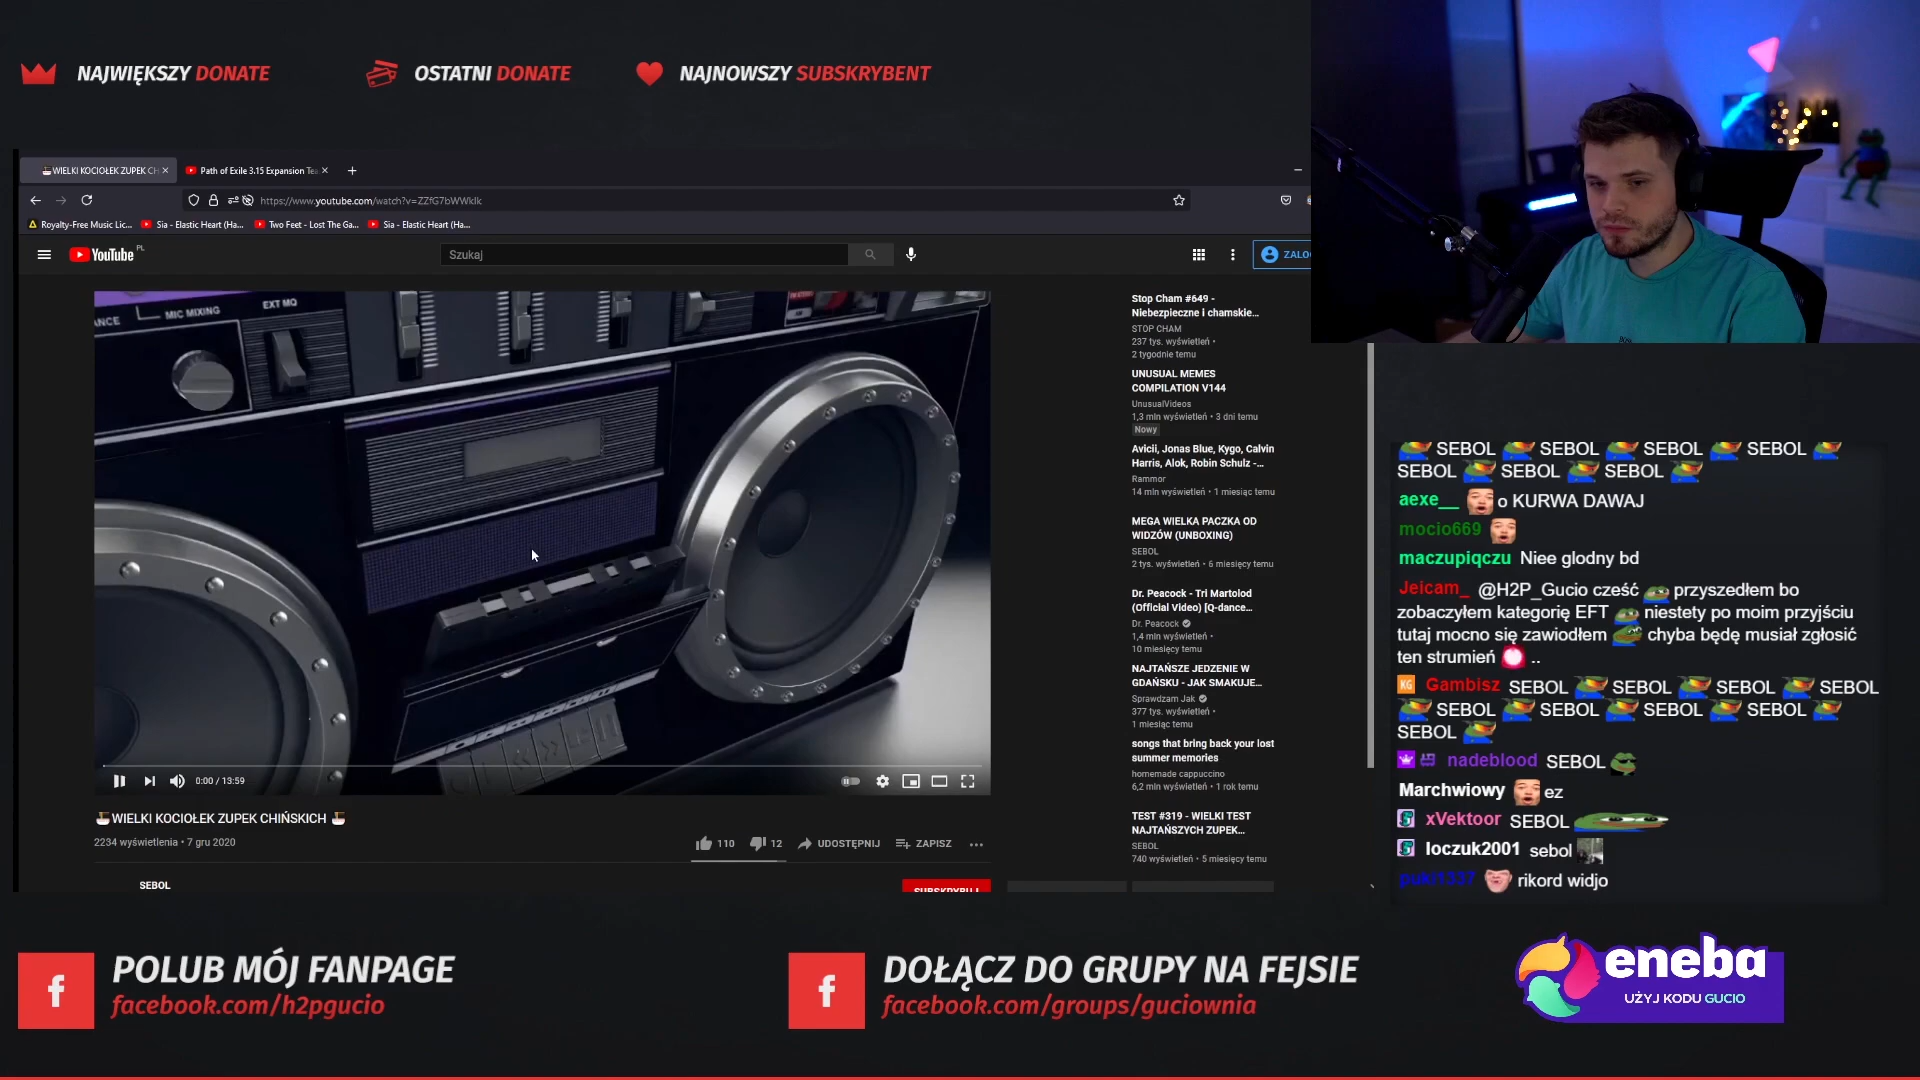 NAJWIĘKSZY DONATE
OSTATNI DONATE
NAJNOWSZY SUBSKRYBENT
WIELKI KOCIOŁEK ZUPEK CH
Path of Exile 3.15 Expansion Tea
https://www.youtube.com/watch?v=ZZfG7bWWklk
Royalty-Free Music Lic...
Sia - Elastic Heart (Ha...
Two Feet - Lost The Ga...
Sia - Elastic Heart (Ha...
YouTube PL
Szukaj
ZALO
ANCE
MIC MIXING
EXT MQ
0:00 / 13:59
WIELKI KOCIOŁEK ZUPEK CHIŃSKICH
2234 wyświetlenia • 7 gru 2020
110
12
UDOSTĘPNIJ
ZAPISZ
SEBOL
SUBSKRYBUJ
Stop Cham #649 -
Niebezpieczne i chamskie...
STOP CHAM
237 tys. wyświetleń •
2 tygodnie temu
UNUSUAL MEMES
COMPILATION V144
UnusualVideos
1,3 mln wyświetleń • 3 dni temu
Nowy
Avicii, Jonas Blue, Kygo, Calvin
Harris, Alok, Robin Schulz -...
Rammor
14 mln wyświetleń • 1 miesiąc temu
MEGA WIELKA PACZKA OD
WIDZÓW (UNBOXING)
SEBOL
2 tys. wyświetleń • 6 miesięcy temu
Dr. Peacock - Tri Martolod
(Official Video) [Q-dance...
Dr. Peacock
1,4 mln wyświetleń •
10 miesięcy temu
NAJTAŃSZE JEDZENIE W
GDAŃSKU - JAK SMAKUJE...
Sprawdzam Jak
377 tys. wyświetleń •
1 miesiąc temu
songs that bring back your lost
summer memories
homemade cappuccino
6,2 mln wyświetleń • 1 rok temu
TEST #319 - WIELKI TEST
NAJTAŃSZYCH ZUPEK...
SEBOL
740 wyświetleń • 5 miesięcy temu
SEBOL SEBOL SEBOL SEBOL
SEBOL SEBOL SEBOL
aexe__ o KURWA DAWAJ
mocio669
maczupiqczu Niee glodny bd
Jeicam_ @H2P_Gucio cześć przyszedłem bo
zobaczyłem kategorię EFT niestety po moim przyjściu
tutaj mocno się zawiodłem chyba będę musiał zgłosić
ten strumień ..
KG Gambisz SEBOL SEBOL SEBOL SEBOL
SEBOL SEBOL SEBOL SEBOL
SEBOL
nadeblood SEBOL
Marchwiowy ez
xVektoor SEBOL
loczuk2001 sebol
puki1337 rikord widjo
POLUB MÓJ FANPAGE
facebook.com/h2pgucio
DOŁĄCZ DO GRUPY NA FEJSIE
facebook.com/groups/guciownia
eneba
UŻYJ KODU GUCIO